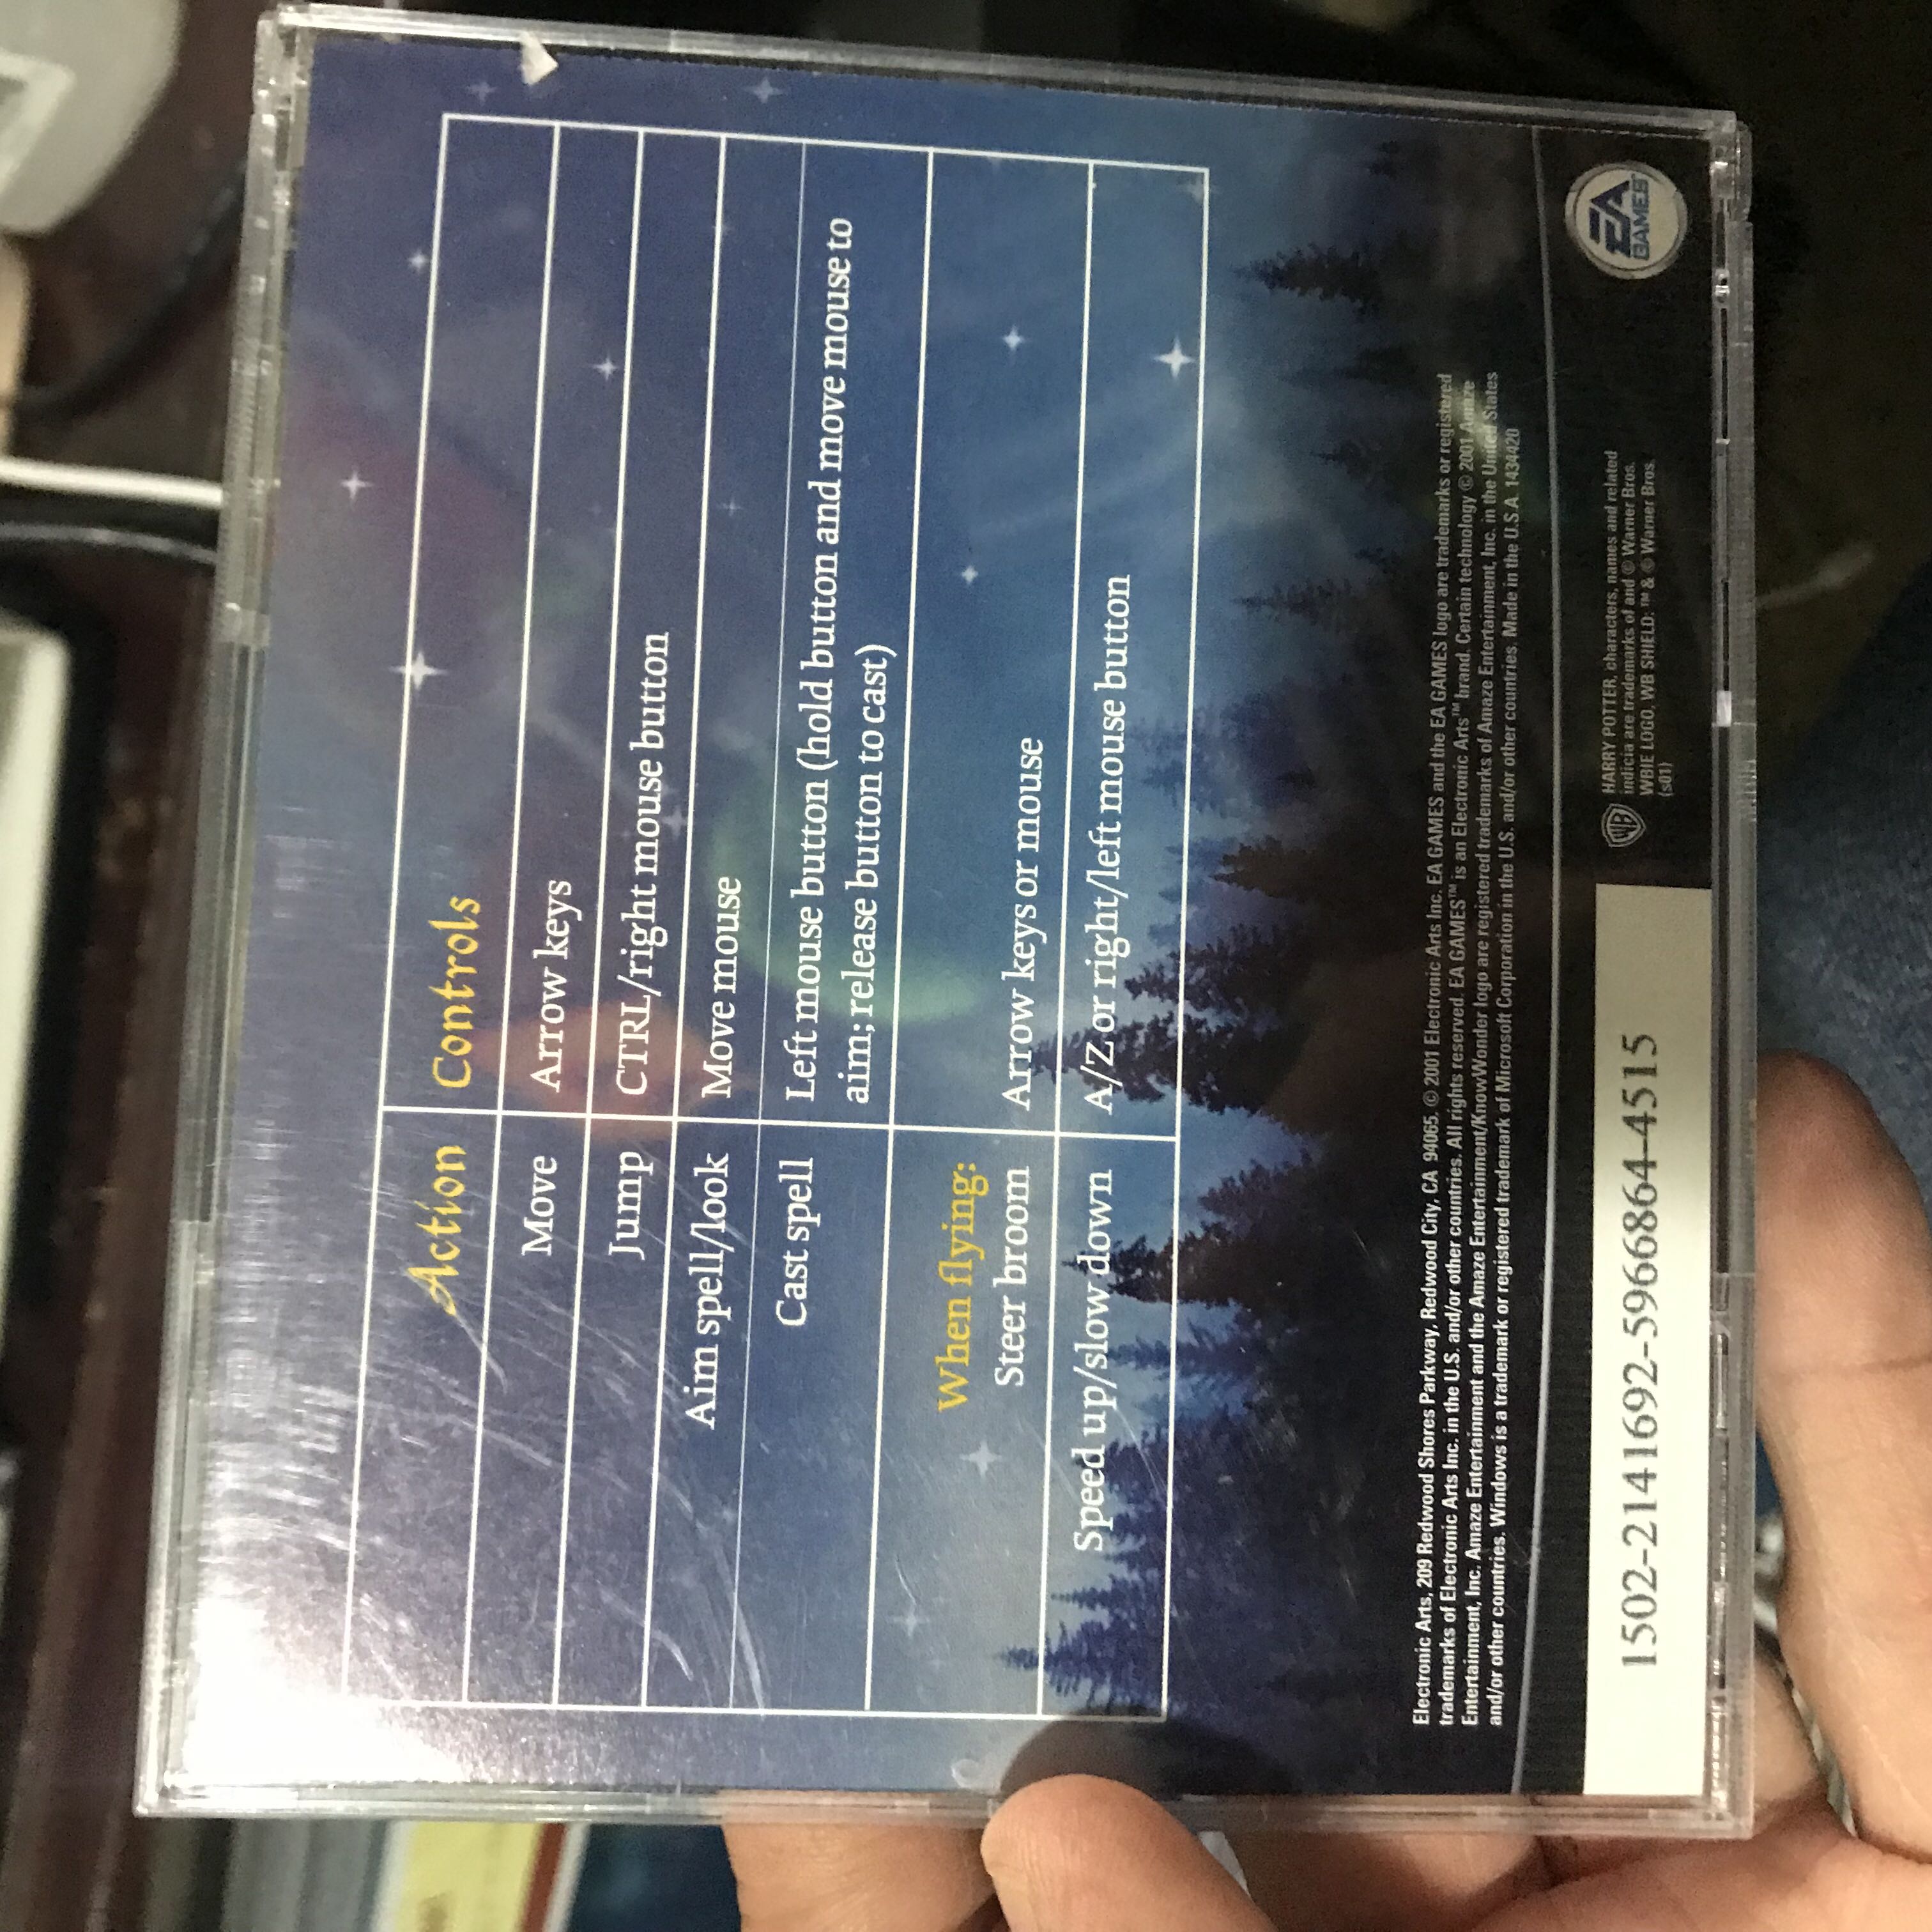 Action Controls
Move Arrow keys
Jump CTRL/right mouse button
Aim spell/look Move mouse
Cast spell Left mouse button (hold button and move mouse to
aim; release button to cast)
When flying:
Steer broom Arrow keys or mouse
Speed up/slow down A/Z or right/left mouse button
Electronic Arts, 209 Redwood Shores Parkway, Redwood City, CA 94065. © 2001 Electronic Arts Inc. EA GAMES and the EA GAMES logo are trademarks or registered
trademarks of Electronic Arts Inc. in the U.S. and/or other countries. All rights reserved. EA GAMES™ is an Electronic Arts™ brand. Certain technology © 2001 Amaze
Entertainment, Inc. Amaze Entertainment and the Amaze Entertainment/KnowWonder logo are registered trademarks of Amaze Entertainment, Inc. in the United States
and/or other countries. Windows is a trademark or registered trademark of Microsoft Corporation in the U.S. and/or other countries. Made in the U.S.A. 1434420
1502-2141692-5966864-4515
WB
HARRY POTTER, characters, names and related
indicia are trademarks of and © Warner Bros.
WBIE LOGO, WB SHIELD: ™ & © Warner Bros.
(s01)
EA
GAMES™